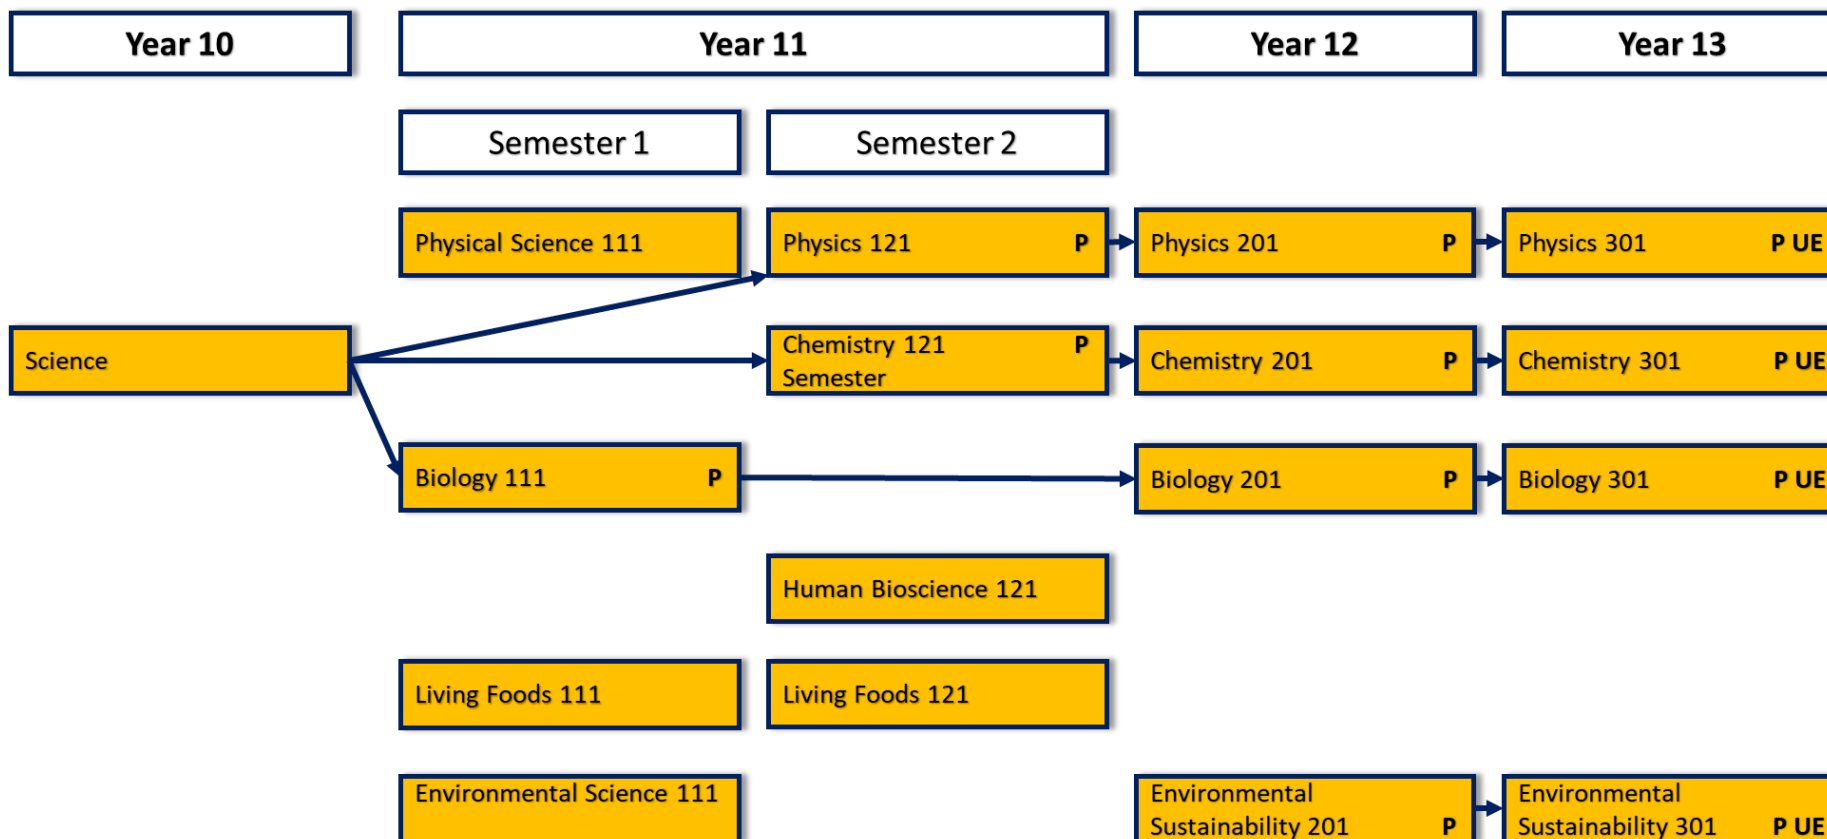 Year 10
Year 11
Year 12
Year 13
Semester 1
Semester 2
Physical Science 111
Physics 121 P
Physics 201 P
Physics 301 P UE
Science
Chemistry 121 P
Semester
Chemistry 201 P
Chemistry 301 P UE
Biology 111 P
Biology 201 P
Biology 301 P UE
Human Bioscience 121
Living Foods 111
Living Foods 121
Environmental Science 111
Environmental
Sustainability 201 P
Environmental
Sustainability 301 P UE